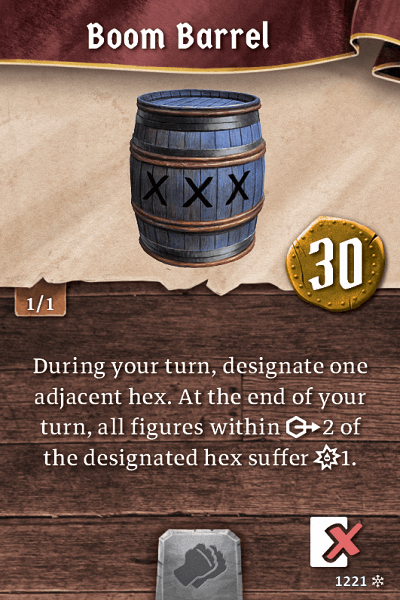 Boom Barrel
X X X
30
1/1
During your turn, designate one
adjacent hex. At the end of your
turn, all figures within 2 of
the designated hex suffer 1.
1221